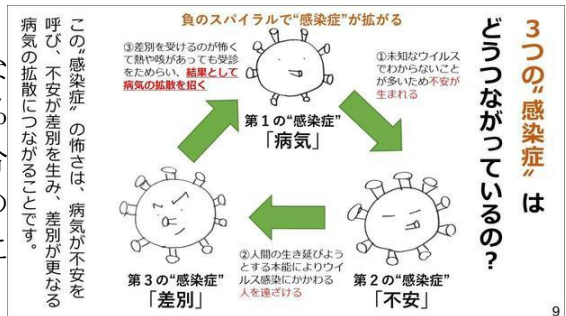 3つの〝感染症〟は
どうつながっているの？
負のスパイラルで“感染症”が拡がる
①未知なウイルス
でわからないこと
が多いため不安が
生まれる
第１の“感染症”
「病気」
②人間の生き延びよう
とする本能によりウイ
ルス感染にかかわる
人を遠ざける
第２の“感染症”
「不安」
第３の“感染症”
「差別」
③差別を受けるのが怖く
て熱や咳があっても受診
をためらい、結果として
病気の拡散を招く
この〝感染症〟の怖さは、病気が不安を
呼び、不安が差別を生み、差別が更なる
病気の拡散につながることです。
9